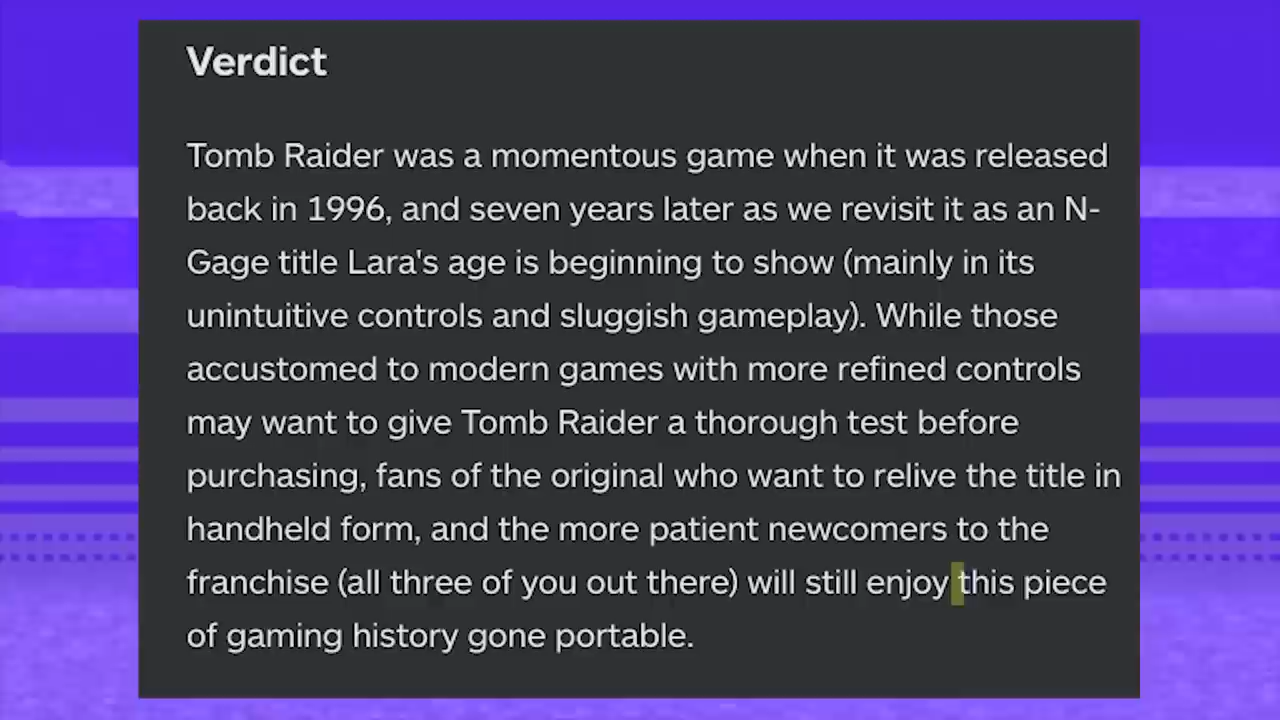 Verdict
Tomb Raider was a momentous game when it was released
back in 1996, and seven years later as we revisit it as an N-
Gage title Lara's age is beginning to show (mainly in its
unintuitive controls and sluggish gameplay). While those
accustomed to modern games with more refined controls
may want to give Tomb Raider a thorough test before
purchasing, fans of the original who want to relive the title in
handheld form, and the more patient newcomers to the
franchise (all three of you out there) will still enjoy this piece
of gaming history gone portable.